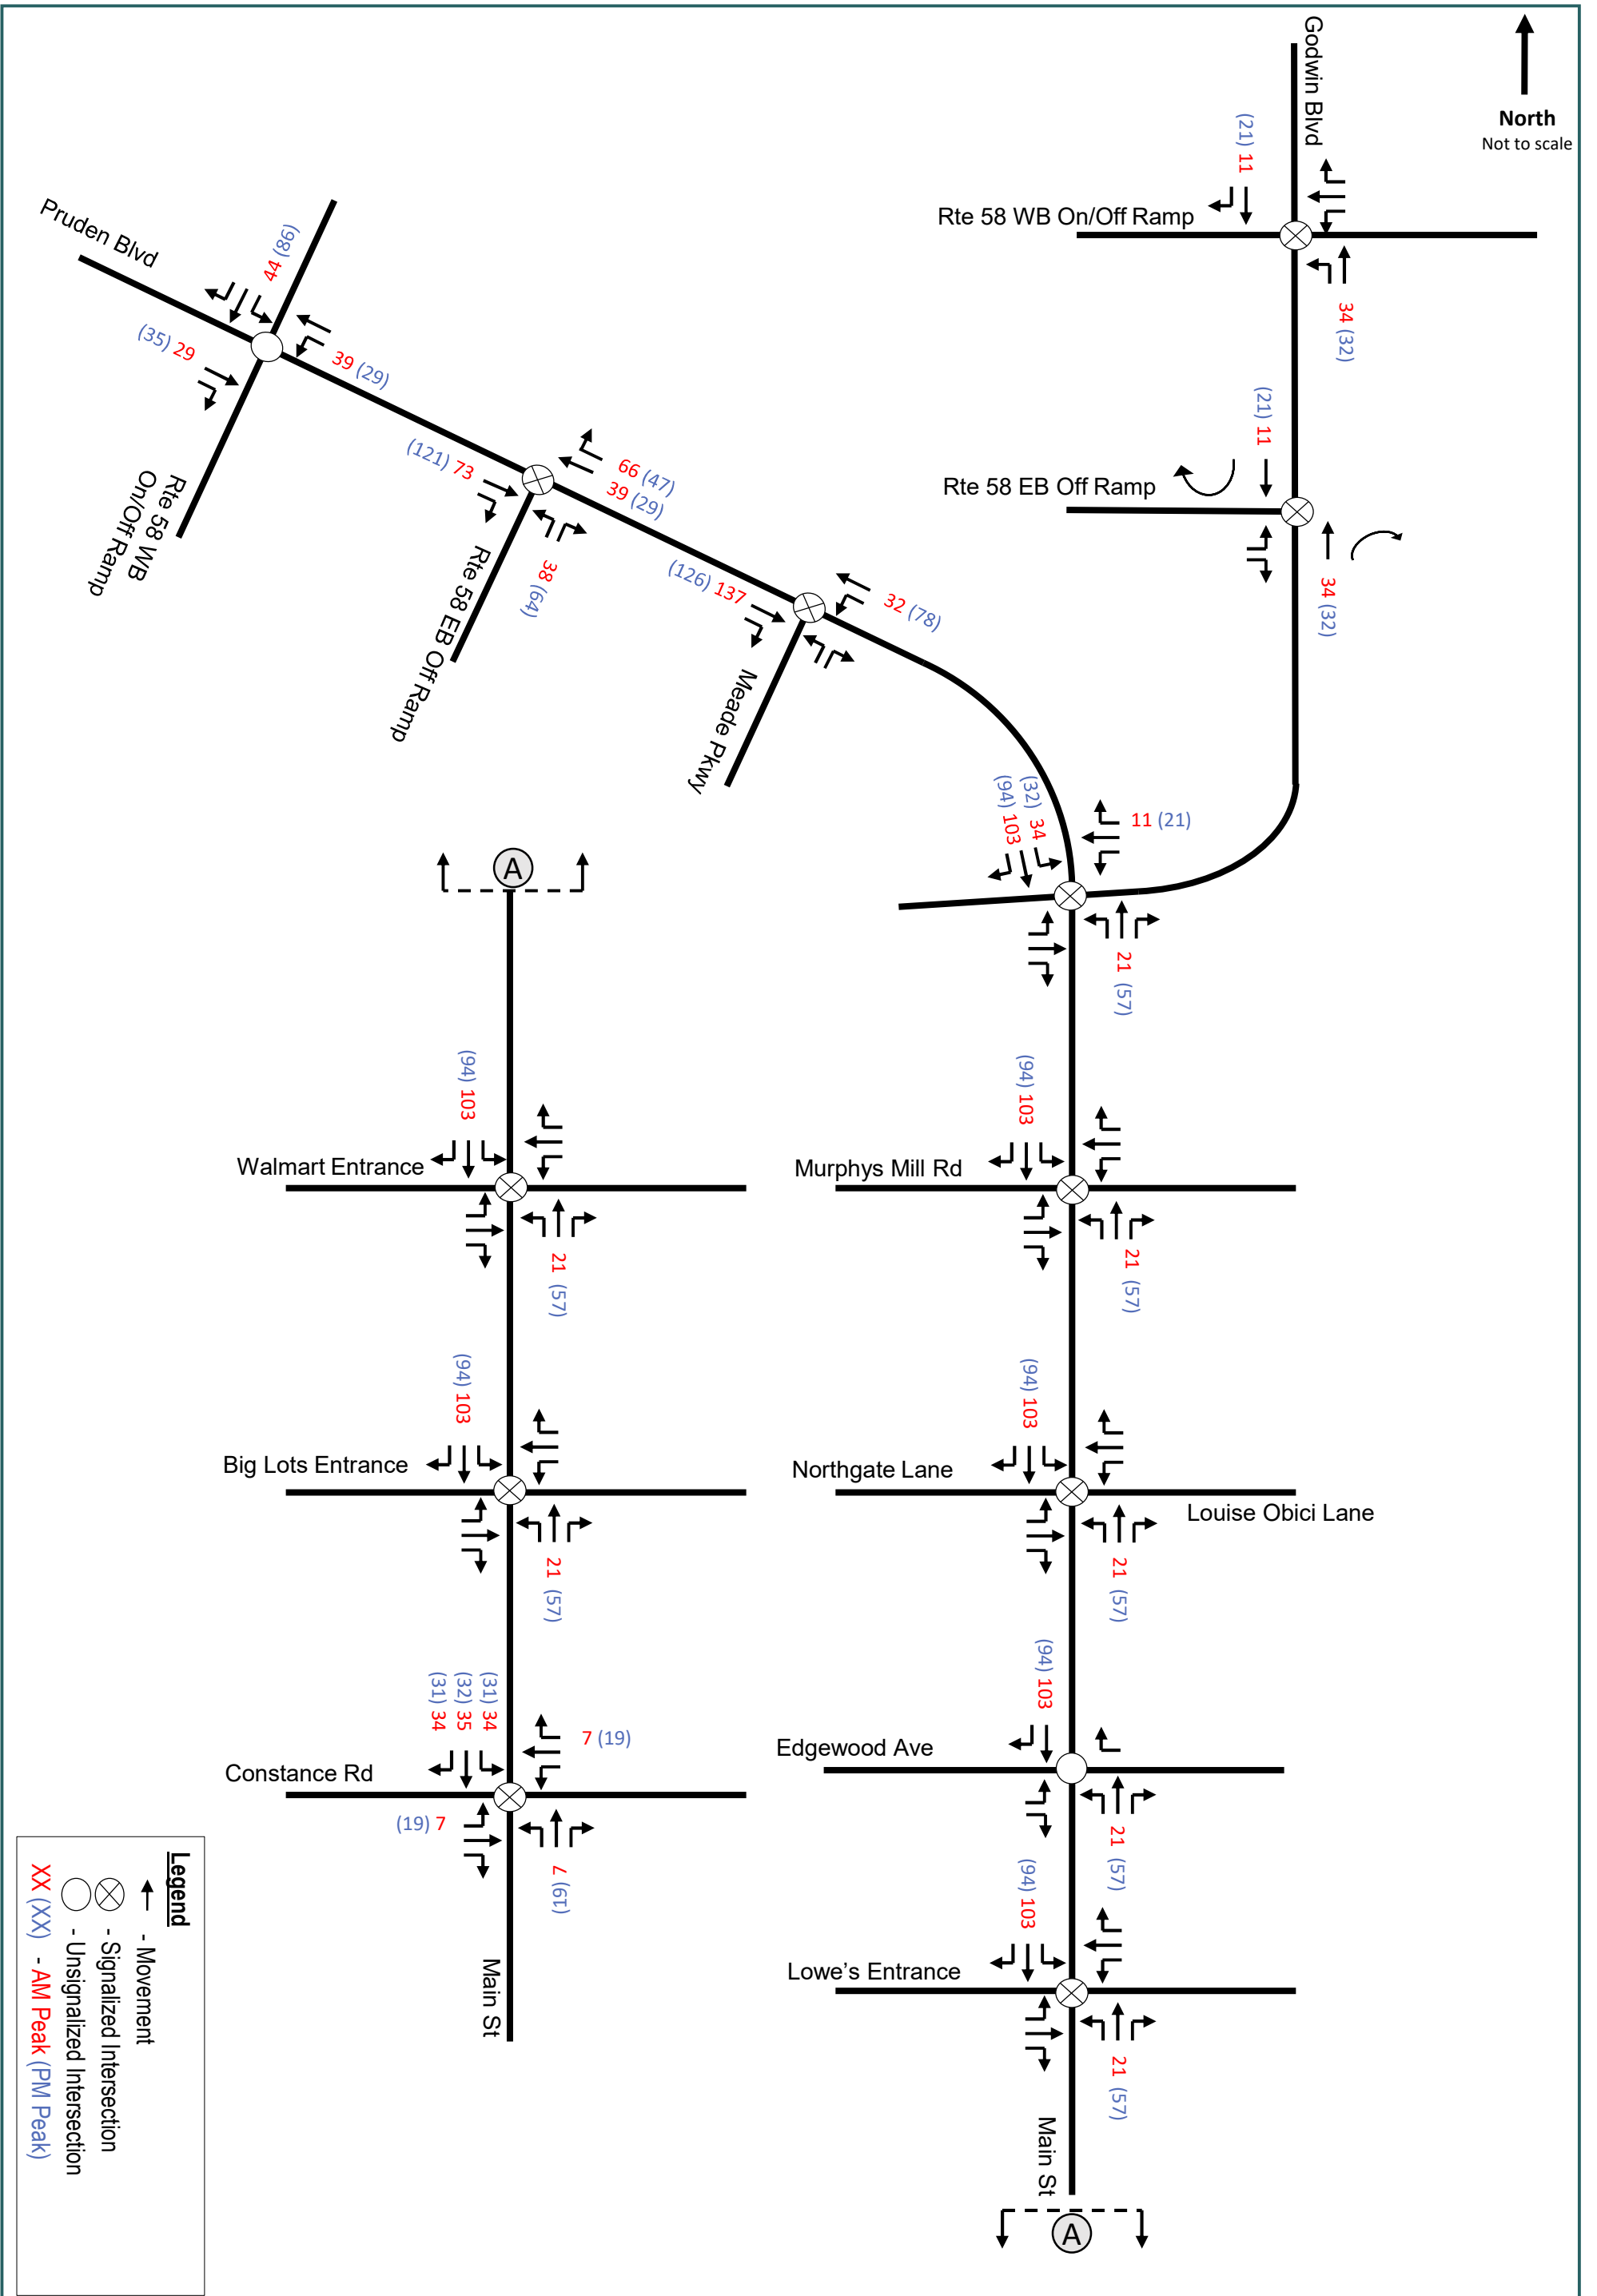 North
Not to scale
Godwin Blvd
(21) 11
Rte 58 WB On/Off Ramp
34 (32)
(21) 11
Rte 58 EB Off Ramp
34 (32)
Pruden Blvd
44 (86)
(35) 29
39 (29)
Rte 58 WB
On/Off Ramp
(121) 73
66 (47)
39 (29)
38 (64)
Rte 58 EB Off Ramp
(126) 137
32 (78)
Meade Pkwy
(32) 34
(94) 103
11 (21)
21 (57)
(94) 103
Murphys Mill Rd
21 (57)
(94) 103
Northgate Lane
Louise Obici Lane
21 (57)
(94) 103
Edgewood Ave
21 (57)
(94) 103
Lowe's Entrance
21 (57)
Main St
A
A
(94) 103
Walmart Entrance
21 (57)
(94) 103
Big Lots Entrance
21 (57)
(31) 34
(32) 35
(31) 34
7 (19)
Constance Rd
(19) 7
7 (19)
Main St
Legend
- Movement
- Signalized Intersection
- Unsignalized Intersection
XX (XX) - AM Peak (PM Peak)